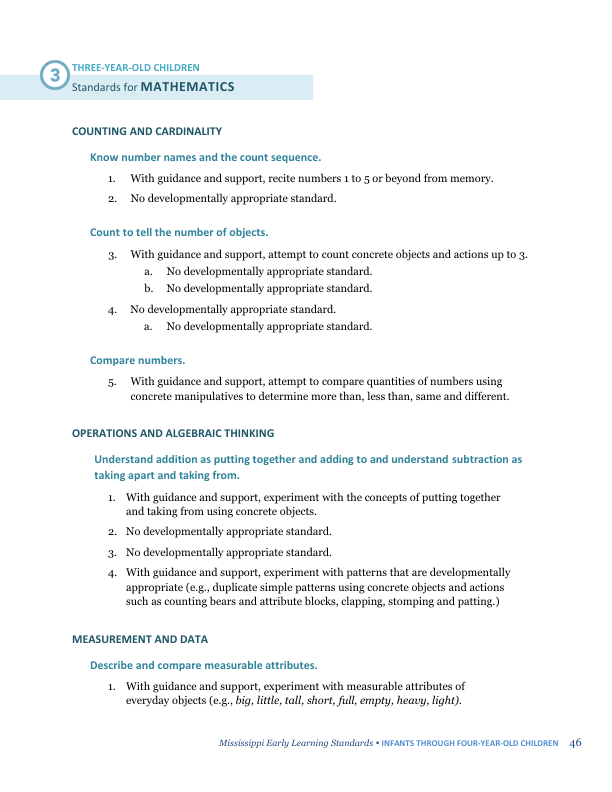 3
THREE-YEAR-OLD CHILDREN
Standards for MATHEMATICS
COUNTING AND CARDINALITY
Know number names and the count sequence.
1. With guidance and support, recite numbers 1 to 5 or beyond from memory.
2. No developmentally appropriate standard.
Count to tell the number of objects.
3. With guidance and support, attempt to count concrete objects and actions up to 3.
a. No developmentally appropriate standard.
b. No developmentally appropriate standard.
4. No developmentally appropriate standard.
a. No developmentally appropriate standard.
Compare numbers.
5. With guidance and support, attempt to compare quantities of numbers using
concrete manipulatives to determine more than, less than, same and different.
OPERATIONS AND ALGEBRAIC THINKING
Understand addition as putting together and adding to and understand subtraction as
taking apart and taking from.
1. With guidance and support, experiment with the concepts of putting together
and taking from using concrete objects.
2. No developmentally appropriate standard.
3. No developmentally appropriate standard.
4. With guidance and support, experiment with patterns that are developmentally
appropriate (e.g., duplicate simple patterns using concrete objects and actions
such as counting bears and attribute blocks, clapping, stomping and patting.)
MEASUREMENT AND DATA
Describe and compare measurable attributes.
1. With guidance and support, experiment with measurable attributes of
everyday objects (e.g., big, little, tall, short, full, empty, heavy, light).
Mississippi Early Learning Standards • INFANTS THROUGH FOUR-YEAR-OLD CHILDREN 46